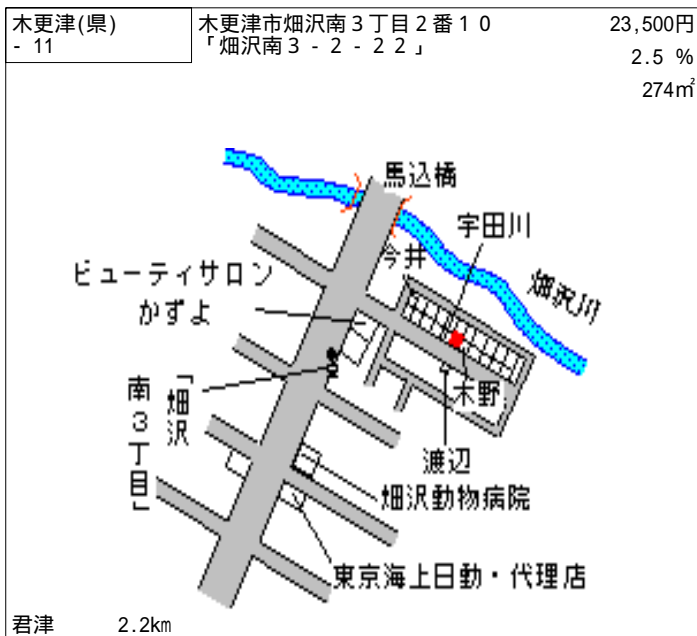 木更津(県)
- 11
木更津市畑沢南３丁目２番１０
「畑沢南３‐２‐２２」
23,500円
2.5 %
274㎡
馬込橋
宇田川
今井
畑沢川
ビューティサロン
かずよ
「畑沢
南３丁目」
木野
渡辺
畑沢動物病院
東京海上日動・代理店
君津 2.2km